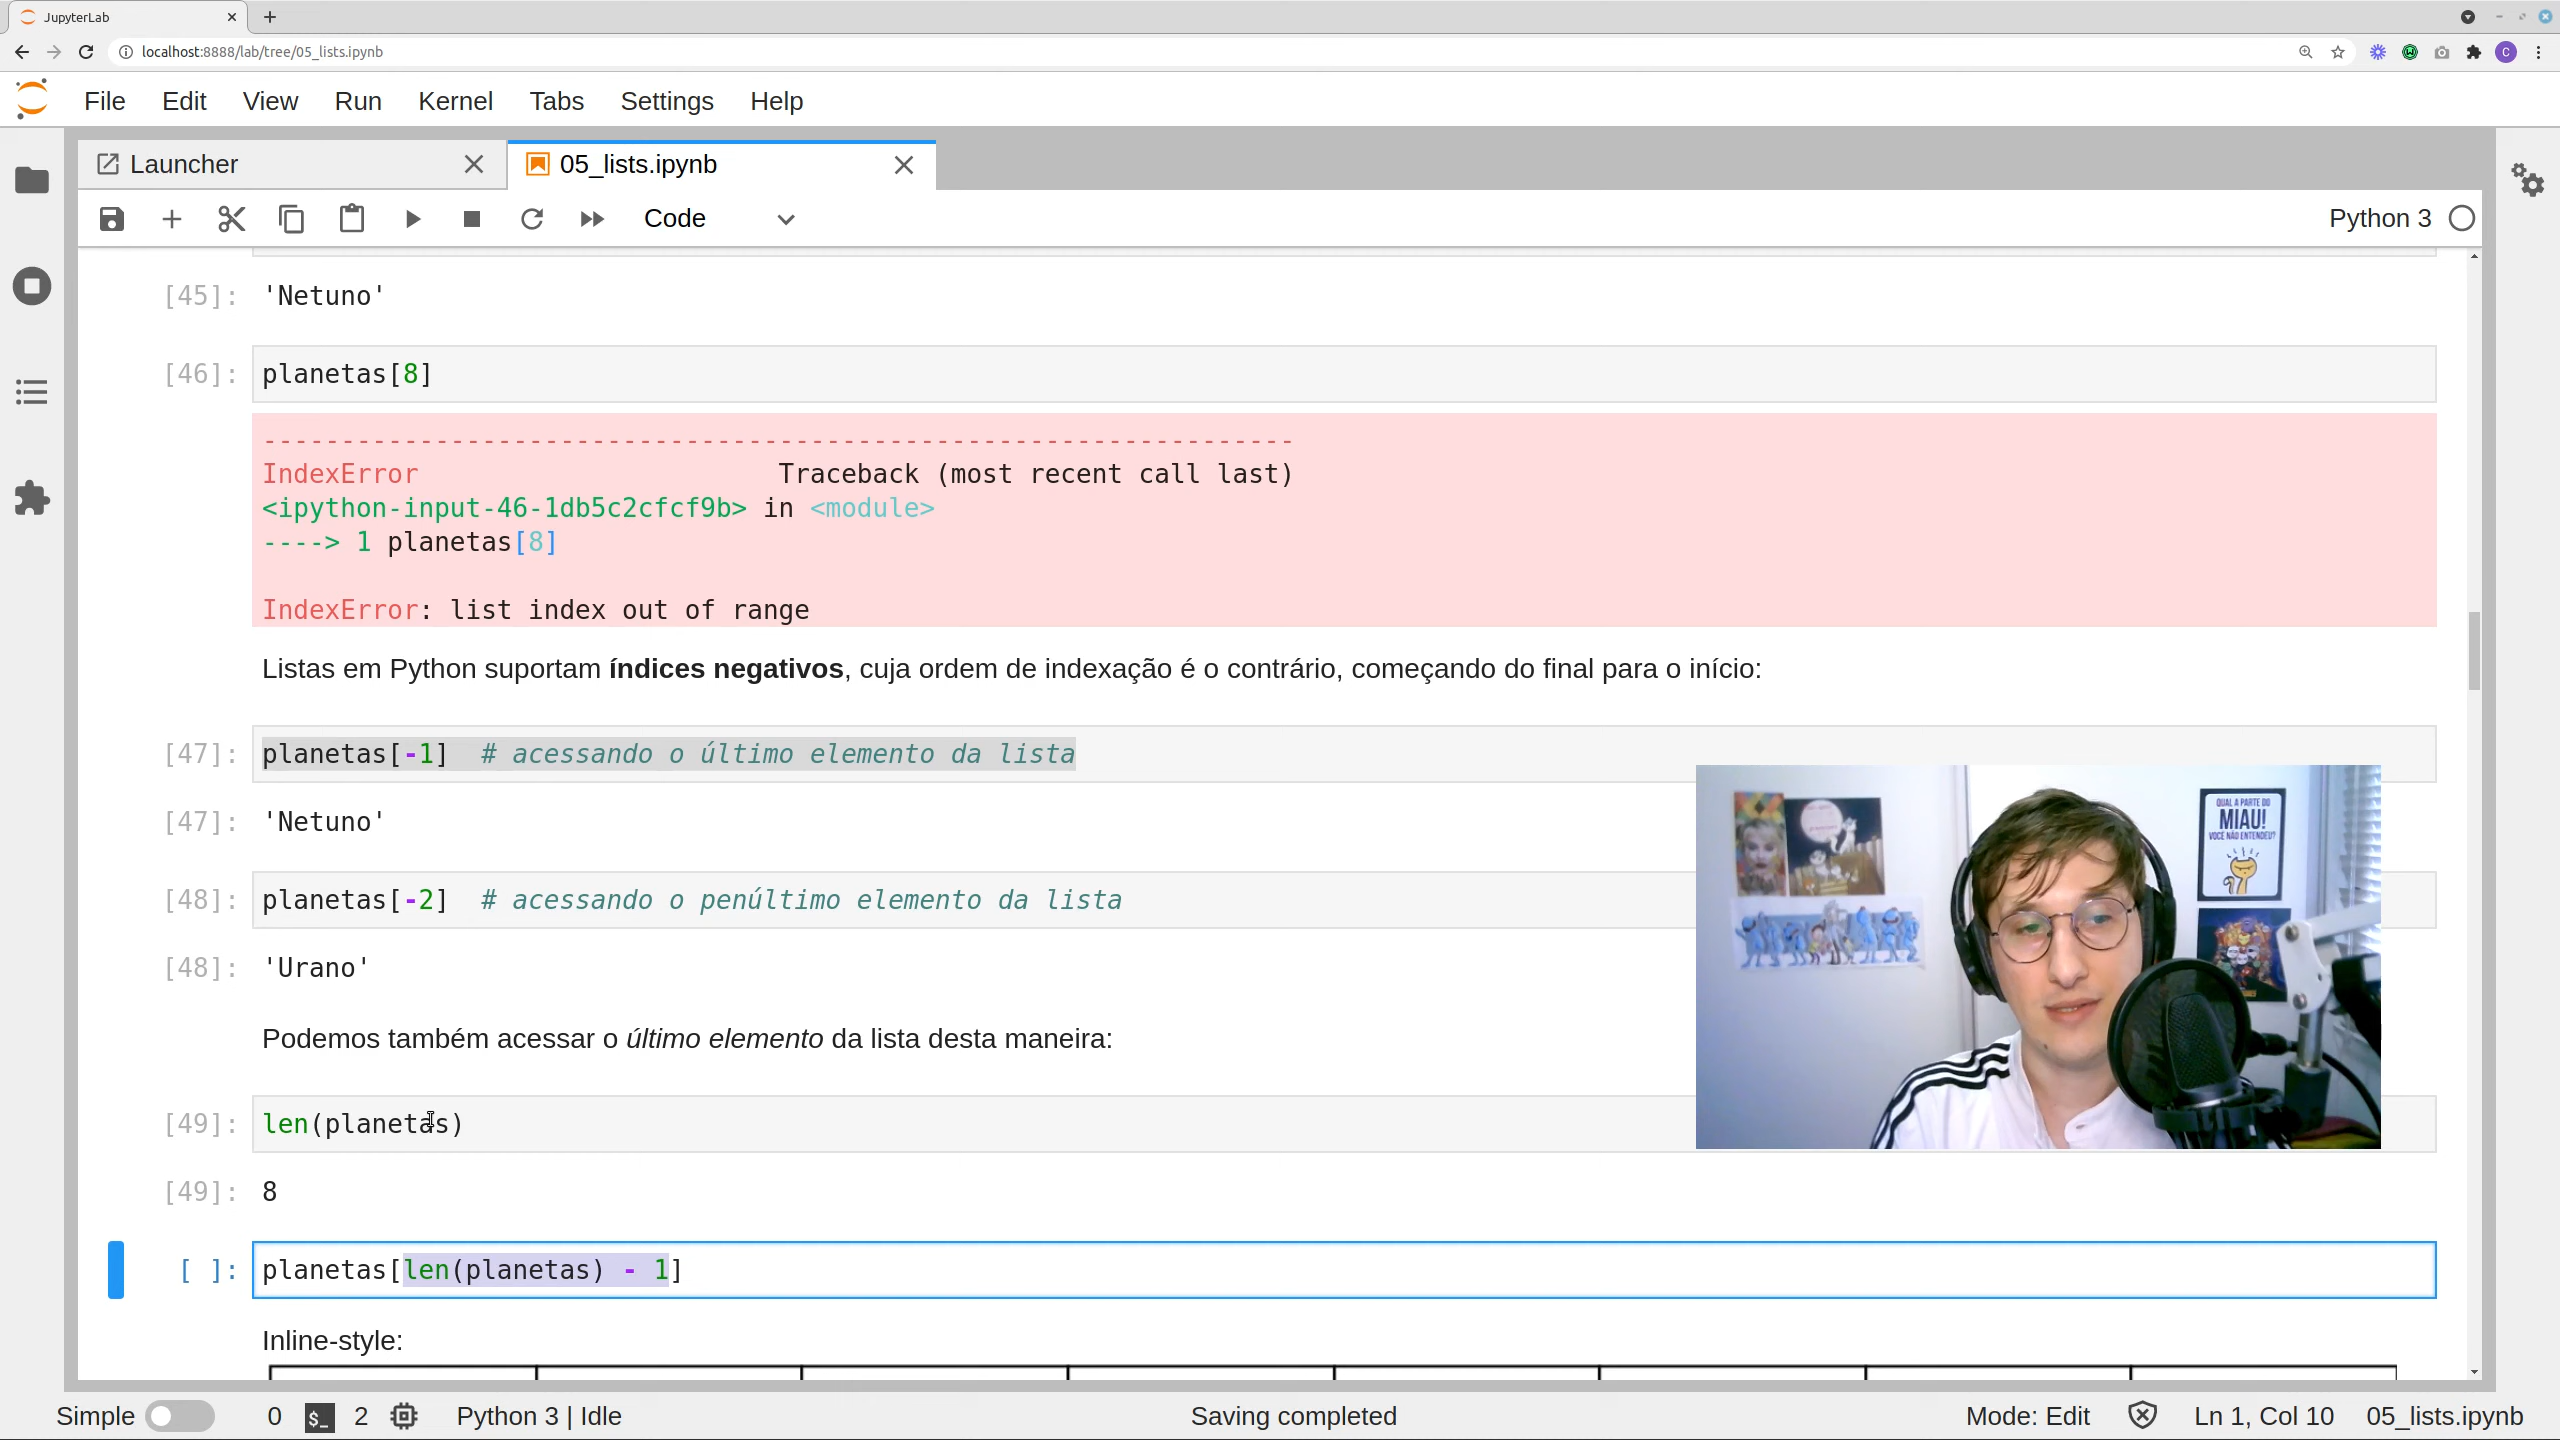 JupyterLab
localhost:8888/lab/tree/05_lists.ipynb
C
File Edit View Run Kernel Tabs Settings Help
Launcher 05_lists.ipynb
Code Python 3
[45]: 'Netuno'
[46]: planetas[8]
------------------------------------------------------------------
IndexError Traceback (most recent call last)
<ipython-input-46-1db5c2cfcf9b> in <module>
----> 1 planetas[8]
IndexError: list index out of range
Listas em Python suportam índices negativos, cuja ordem de indexação é o contrário, começando do final para o início:
[47]: planetas[-1]  # acessando o último elemento da lista
[47]: 'Netuno'
[48]: planetas[-2]  # acessando o penúltimo elemento da lista
[48]: 'Urano'
Podemos também acessar o último elemento da lista desta maneira:
[49]: len(planetas)
[49]: 8
[ ]: planetas[len(planetas) - 1]
Inline-style:
QUAL A PARTE DO
MIAU!
VOCÊ NÃO ENTENDEU?
Simple 0 $_ 2 Python 3 | Idle Saving completed Mode: Edit Ln 1, Col 10 05_lists.ipynb